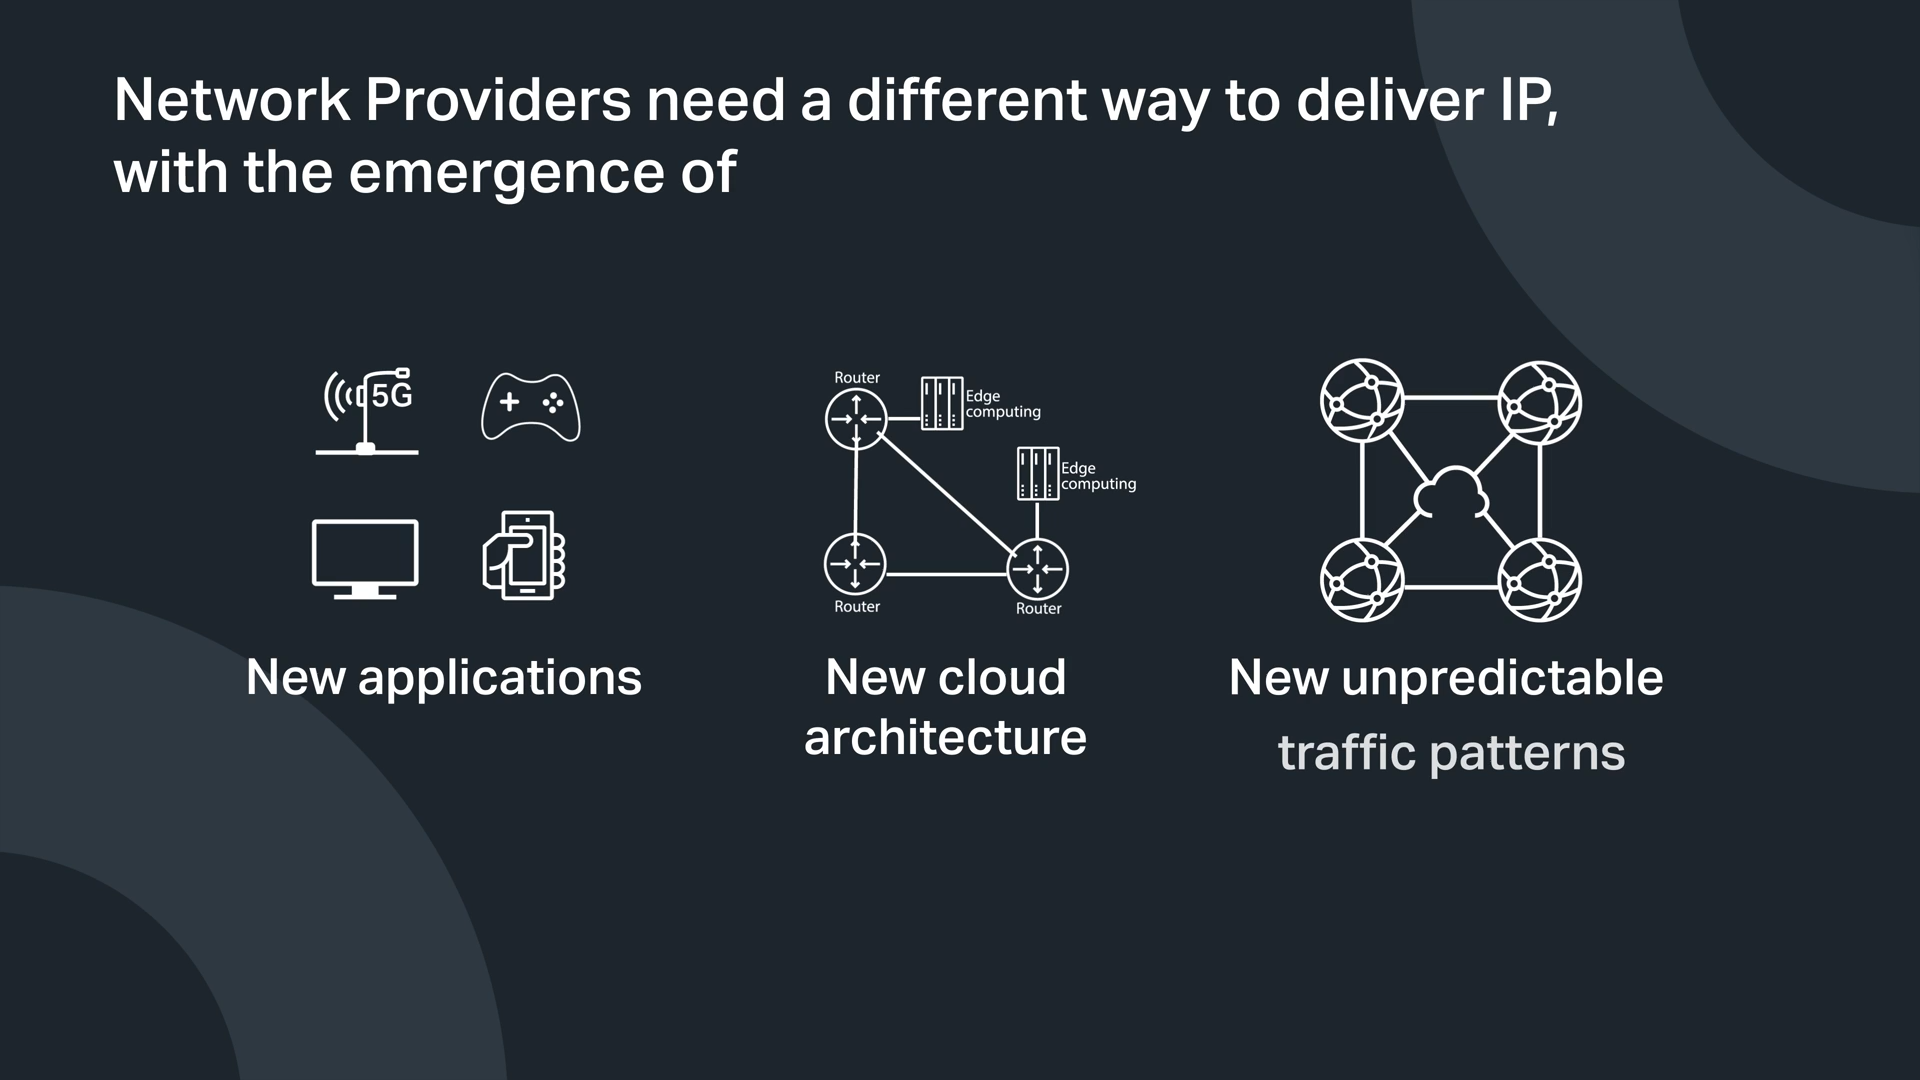 Network Providers need a different way to deliver IP,
with the emergence of
5G
New applications
Router
Edge
computing
Edge
computing
Router
Router
New cloud
architecture
New unpredictable
traffic patterns